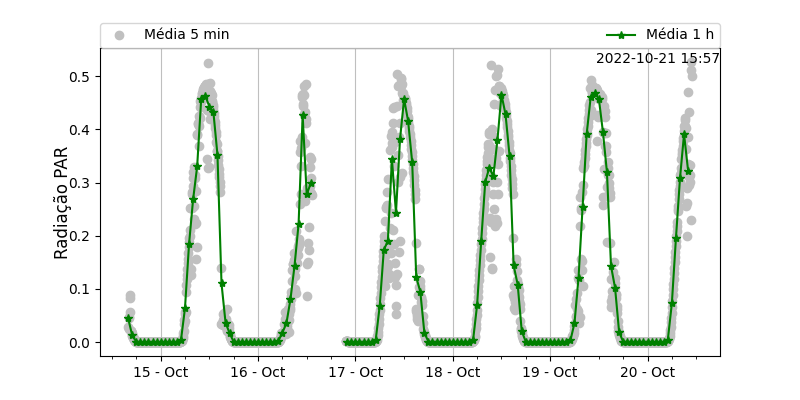 Média 5 min
Média 1 h
2022-10-21 15:57
Radiação PAR
0.5
0.4
0.3
0.2
0.1
0.0
15 - Oct
16 - Oct
17 - Oct
18 - Oct
19 - Oct
20 - Oct